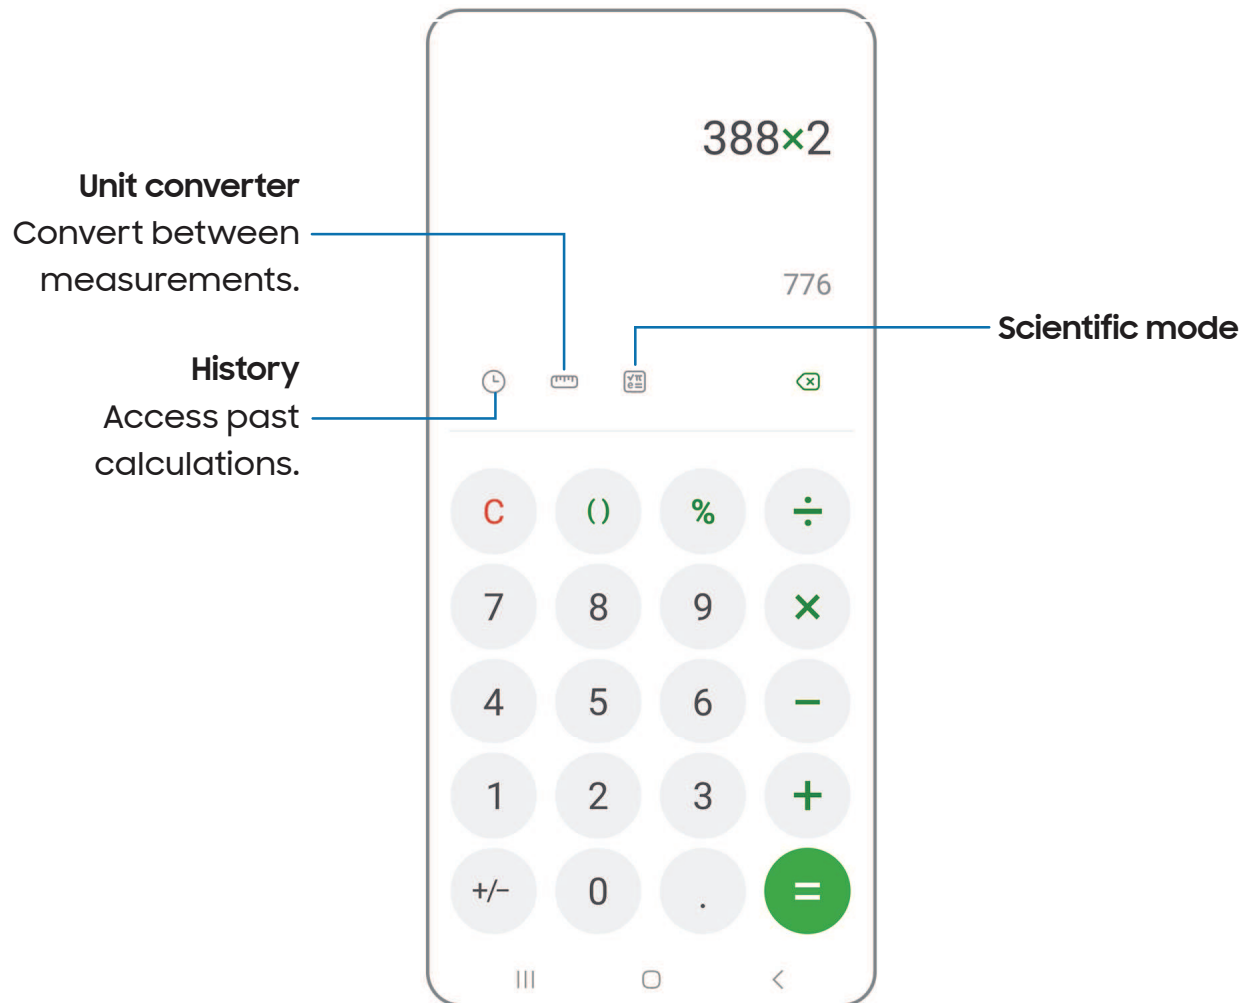 388×2
Unit converter
Convert between
measurements.
776
Scientific mode
History
Access past
calculations.
√π
e=
C () % ÷
7 8 9 ×
4 5 6 −
1 2 3 +
+/− 0 . =